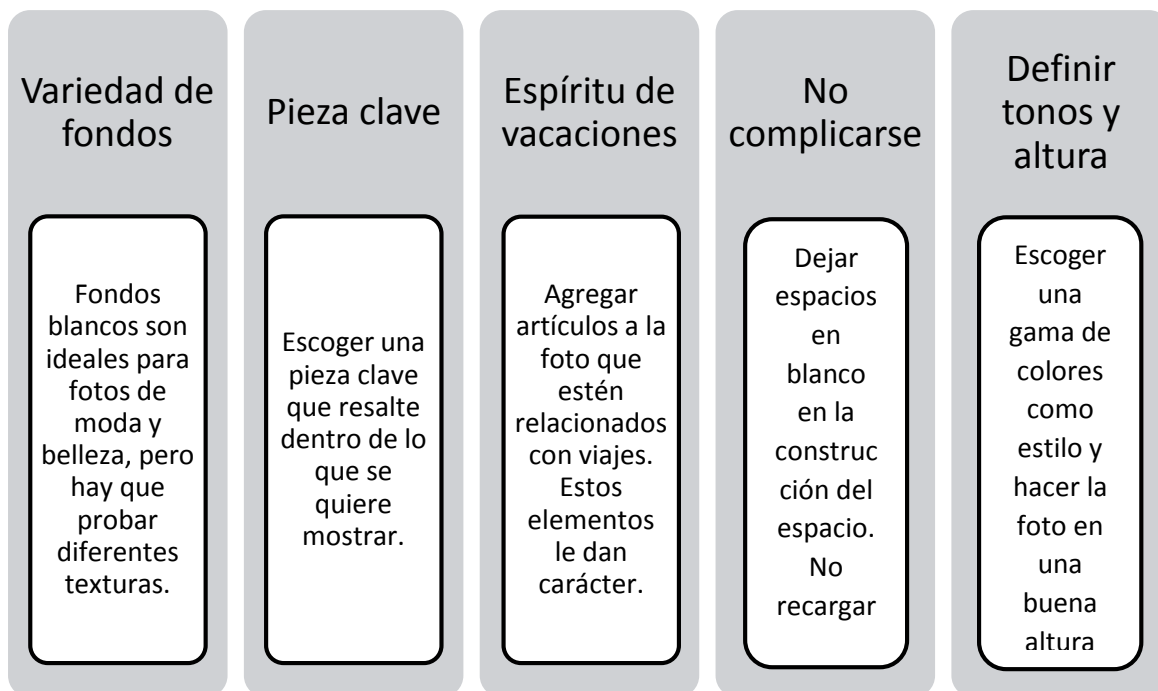 Variedad de
fondos
Fondos
blancos son
ideales para
fotos de
moda y
belleza, pero
hay que
probar
diferentes
texturas.
Pieza clave
Escoger una
pieza clave
que resalte
dentro de lo
que se
quiere
mostrar.
Espíritu de
vacaciones
Agregar
artículos a la
foto que
estén
relacionados
con viajes.
Estos
elementos
le dan
carácter.
No
complicarse
Dejar
espacios
en
blanco
en la
construc
ción del
espacio.
No
recargar
Definir
tonos y
altura
Escoger
una
gama de
colores
como
estilo y
hacer la
foto en
una
buena
altura